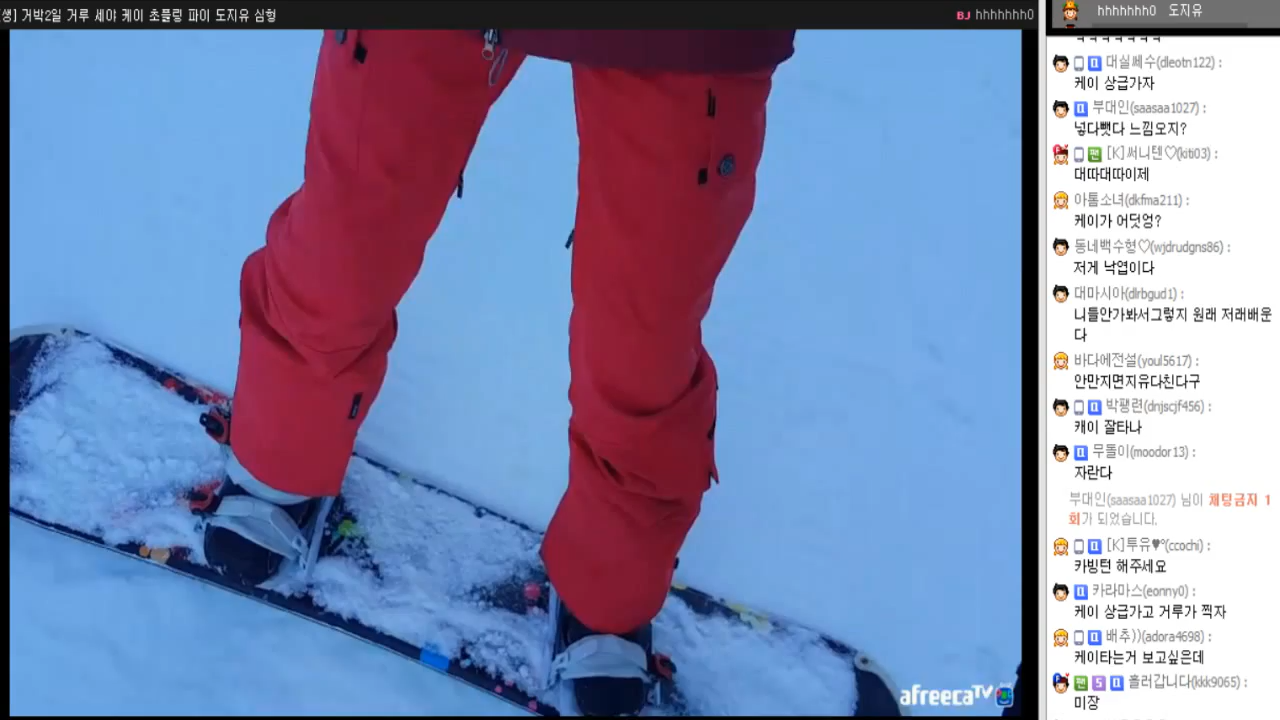 생] 거박2일 거루 세야 케이 초플링 파이 도지유 심형
BJ hhhhhhh0
hhhhhhh0 도지유
대실쎄수(dleotn122) :
케이 상급가자
부대인(saasaa1027) :
넣다뺏다 느낌오지?
팬 [K]써니텐♡(kiti03) :
대따대따이제
아톰소녀(dkfma211) :
케이가 어딧엉?
동네백수형♡(wjdrudgns86) :
저게 낙엽이다
대마시아(dlrbgud1) :
니들안가봐서그렇지 원래 저래배운
다
바다에전설(youl5617) :
안만지면지유다친다구
박팽련(dnjscjf456) :
캐이 잘타나
무돌이(moodor13) :
자란다
부대인(saasaa1027) 님이 채팅금지 1
회가 되었습니다.
[K]투유♥°(ccochi) :
카빙턴 해주세요
카라마스(eonny0) :
케이 상급가고 거루가 찍자
배추))(adora4698) :
케이타는거 보고싶은데
팬 S 흘러갑니다(kkk9065) :
미장
afreecaTV